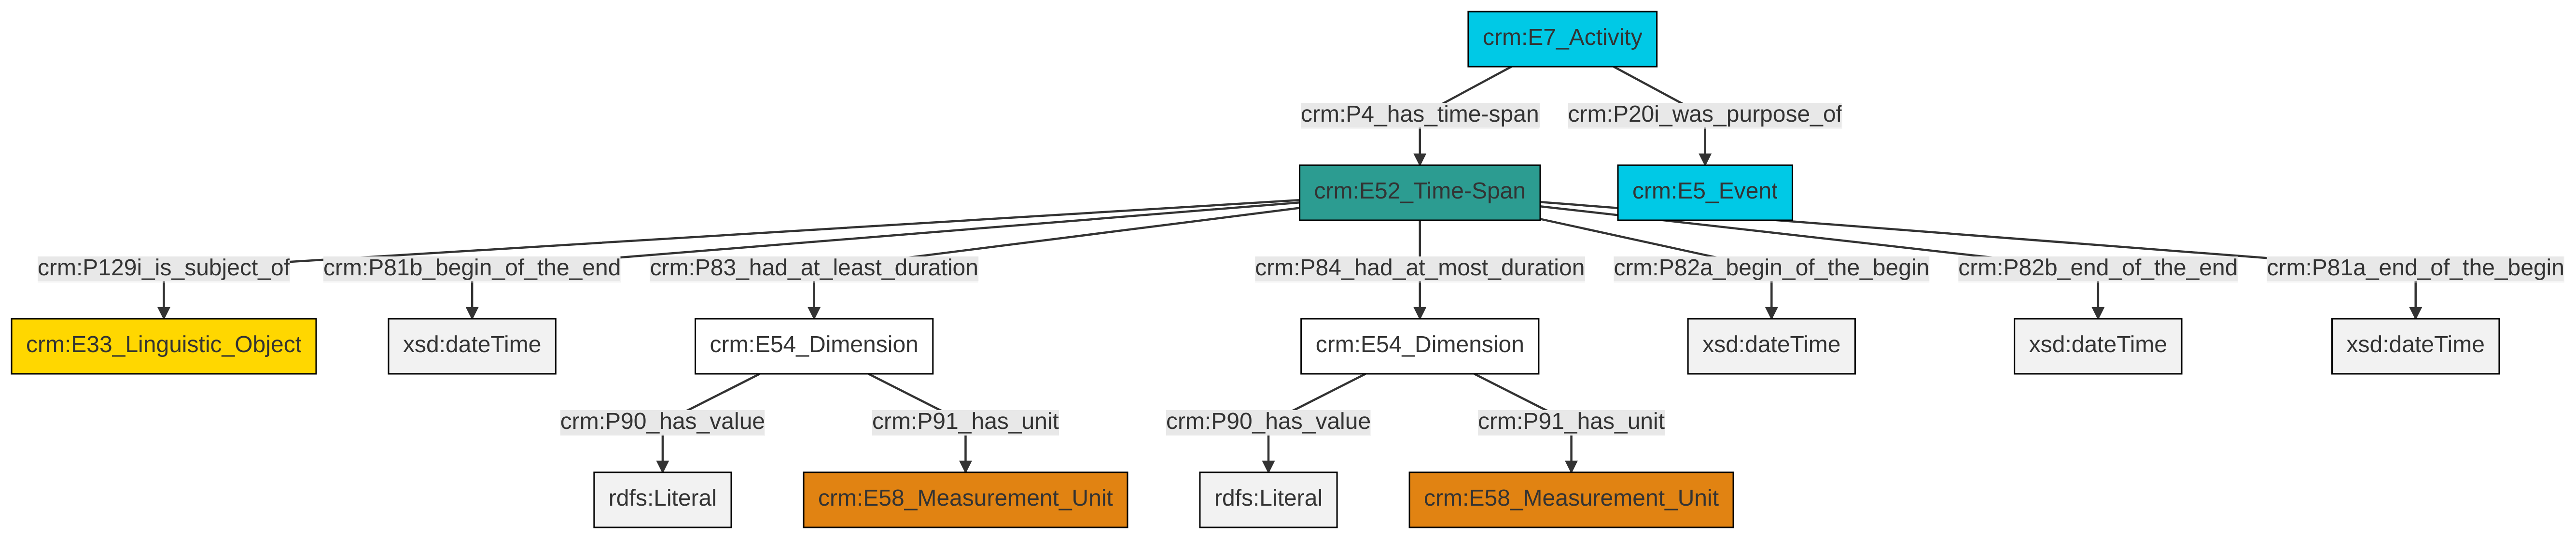 crm:E7_Activity
crm:P4_has_time-span
crm:P20i_was_purpose_of
crm:E52_Time-Span
crm:E5_Event
crm:P129i_is_subject_of
crm:P81b_begin_of_the_end
crm:P83_had_at_least_duration
crm:P84_had_at_most_duration
crm:P82a_begin_of_the_begin
crm:P82b_end_of_the_end
crm:P81a_end_of_the_begin
crm:E33_Linguistic_Object
xsd:dateTime
crm:E54_Dimension
crm:E54_Dimension
xsd:dateTime
xsd:dateTime
xsd:dateTime
crm:P90_has_value
crm:P91_has_unit
crm:P90_has_value
crm:P91_has_unit
rdfs:Literal
crm:E58_Measurement_Unit
rdfs:Literal
crm:E58_Measurement_Unit